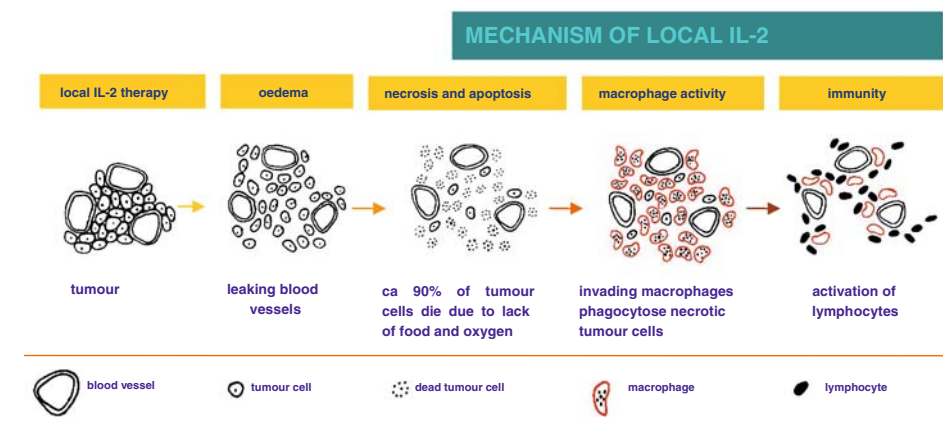 MECHANISM OF LOCAL IL-2
local IL-2 therapy
oedema
necrosis and apoptosis
macrophage activity
immunity
tumour
leaking blood
vessels
ca 90% of tumour
cells die due to lack
of food and oxygen
invading macrophages
phagocytose necrotic
tumour cells
activation of
lymphocytes
blood vessel
tumour cell
dead tumour cell
macrophage
lymphocyte